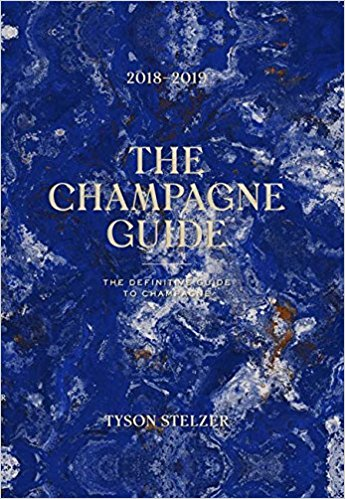 2018–2019
THE
CHAMPAGNE
GUIDE
THE DEFINITIVE GUIDE
TO CHAMPAGNE
TYSON STELZER